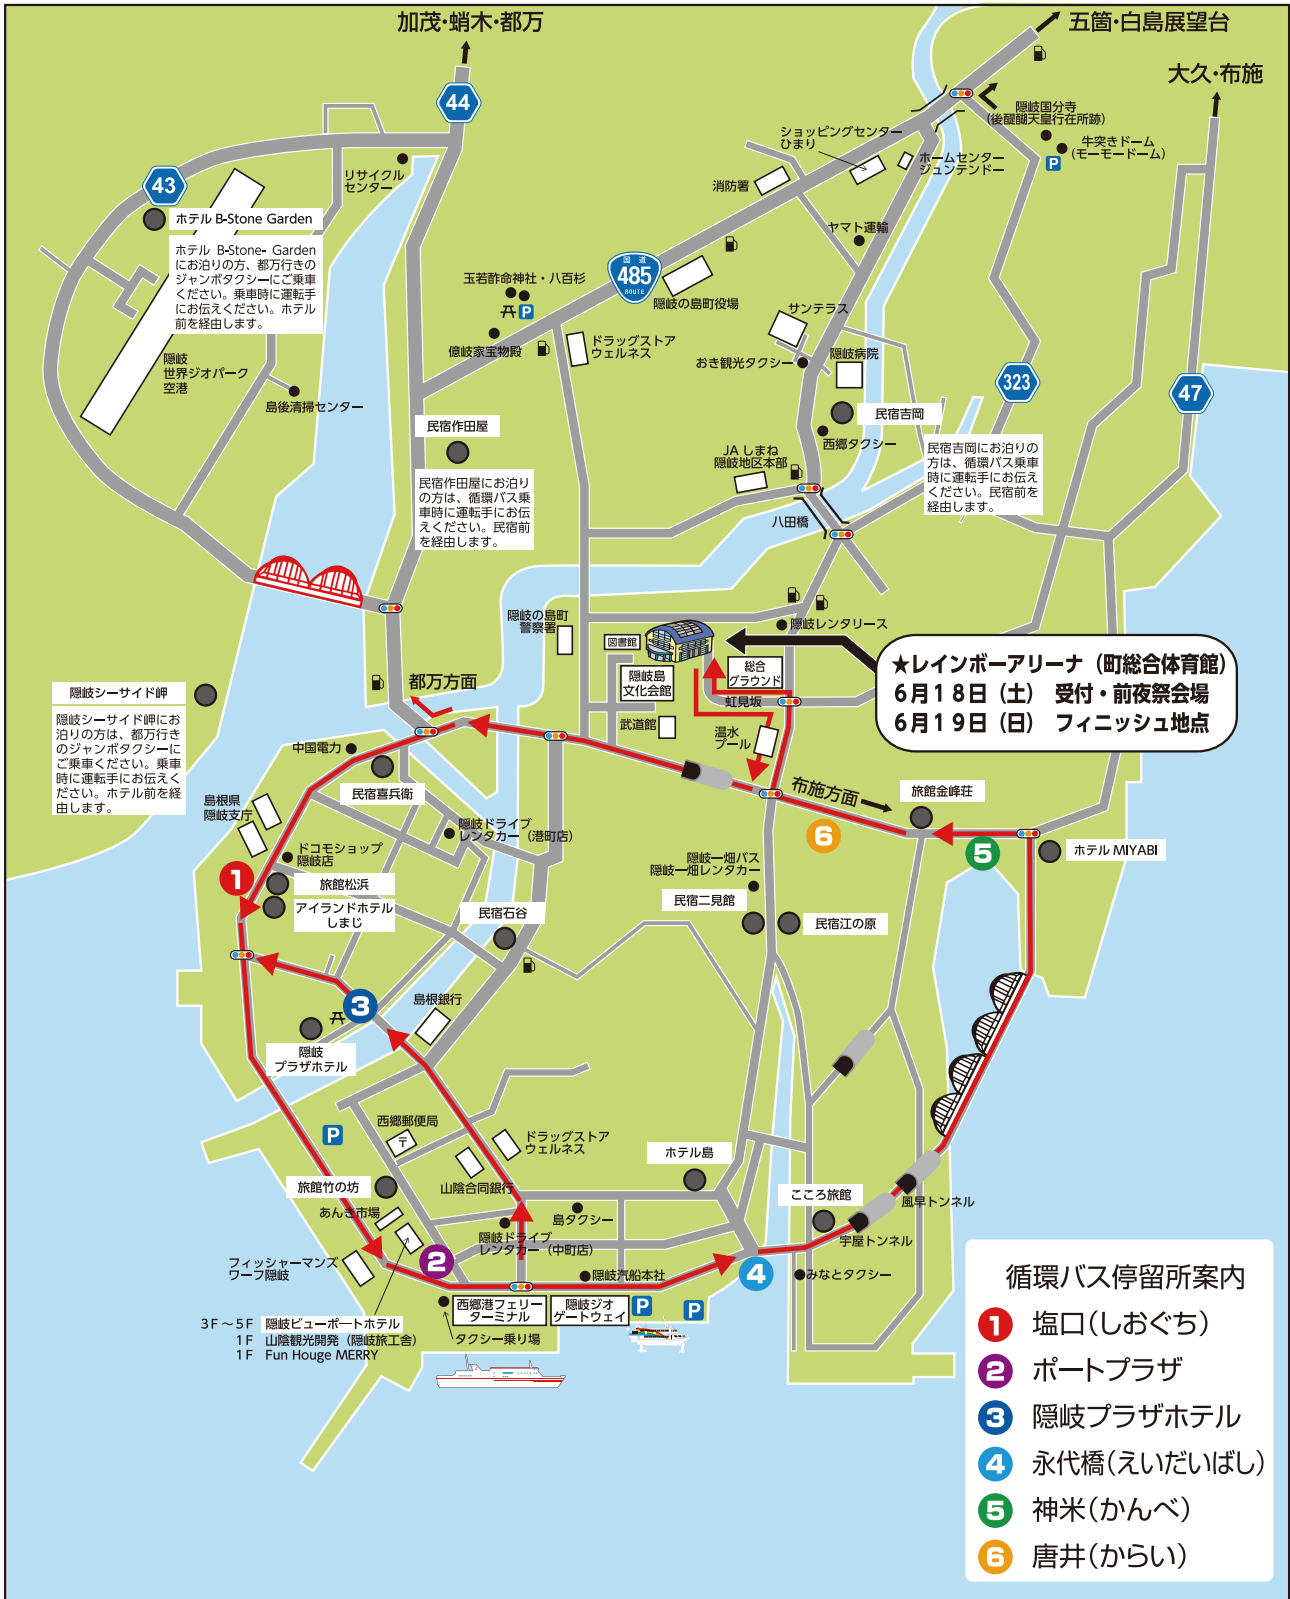 加茂・蛸木・都万
五箇・白島展望台
大久・布施
44
43
隠岐国分寺
(後醍醐天皇行在所跡)
牛突きドーム
(モーモードーム)
P
ショッピングセンター
ひまり
ホームセンター
ジュンテンドー
消防署
リサイクル
センター
ホテル B-Stone Garden
ホテル B-Stone- Garden
にお泊りの方、都万行きの
ジャンボタクシーにご乗車
ください。乗車時に運転手
にお伝えください。ホテル
前を経由します。
ヤマト運輸
国道
485
ROUTE
玉若酢命神社・八百杉
P
隠岐の島町役場
サンテラス
億岐家宝物殿
ドラッグストア
ウェルネス
おき観光タクシー
隠岐病院
隠岐
世界ジオパーク
空港
島後清掃センター
323
47
民宿吉岡
西郷タクシー
民宿吉岡にお泊りの
方は、循環バス乗車
時に運転手にお伝え
ください。民宿前を
経由します。
民宿作田屋
民宿作田屋にお泊り
の方は、循環バス乗
車時に運転手にお伝
えください。民宿前
を経由します。
JA しまね
隠岐地区本部
八田橋
隠岐の島町
警察署
図書館
隠岐レンタリース
隠岐島
文化会館
総合
グラウンド
虹見坂
武道館
温水
プール
★レインボーアリーナ(町総合体育館)
6月18日(土) 受付・前夜祭会場
6月19日(日) フィニッシュ地点
隠岐シーサイド岬
隠岐シーサイド岬にお
泊りの方は、都万行き
のジャンボタクシーに
ご乗車ください。乗車
時に運転手にお伝えく
ださい。ホテル前を経
由します。
都万方面
中国電力
民宿喜兵衛
布施方面
旅館金峰荘
6
5
ホテル MIYABI
島根県
隠岐支庁
隠岐ドライブ
レンタカー(港町店)
ドコモショップ
隠岐店
1
旅館松浜
アイランドホテル
しまじ
隠岐一畑バス
隠岐一畑レンタカー
民宿二見館
民宿江の原
民宿石谷
3
島根銀行
隠岐
プラザホテル
P
西郷郵便局
〒
ドラッグストア
ウェルネス
山陰合同銀行
ホテル島
旅館竹の坊
あんき市場
こころ旅館
風早トンネル
宇屋トンネル
島タクシー
隠岐ドライブ
レンタカー(中町店)
2
4
フィッシャーマンズ
ワーフ隠岐
隠岐汽船本社
みなとタクシー
西郷港フェリー
ターミナル
隠岐ジオ
ゲートウェイ
P
P
タクシー乗り場
3F～5F 隠岐ビューポートホテル
1F 山陰観光開発(隠岐旅工舎)
1F Fun Houge MERRY
循環バス停留所案内
1 塩口(しおぐち)
2 ポートプラザ
3 隠岐プラザホテル
4 永代橋(えいだいばし)
5 神米(かんべ)
6 唐井(からい)